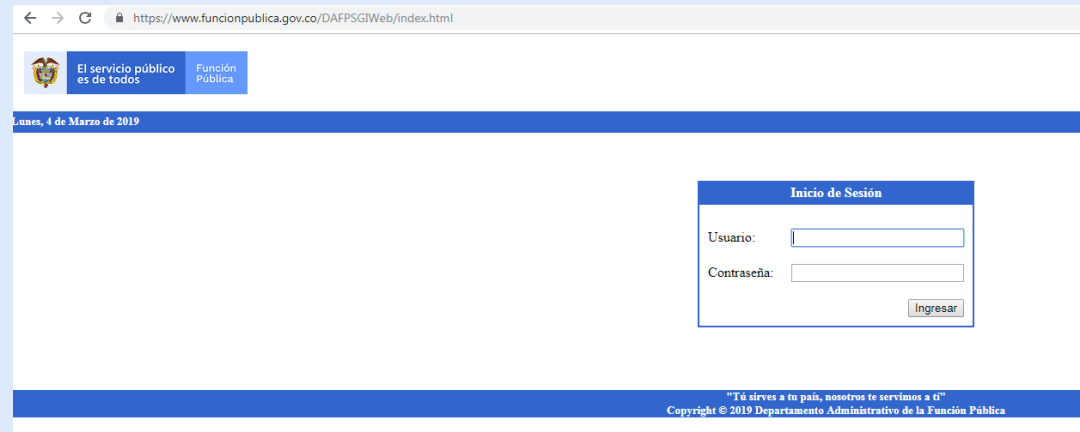 https://www.funcionpublica.gov.co/DAFPSGIWeb/index.html
El servicio público
es de todos
Función
Pública
Lunes, 4 de Marzo de 2019
Inicio de Sesión
Usuario:
Contraseña:
Ingresar
"Tú sirves a tu país, nosotros te servimos a ti"
Copyright © 2019 Departamento Administrativo de la Función Pública